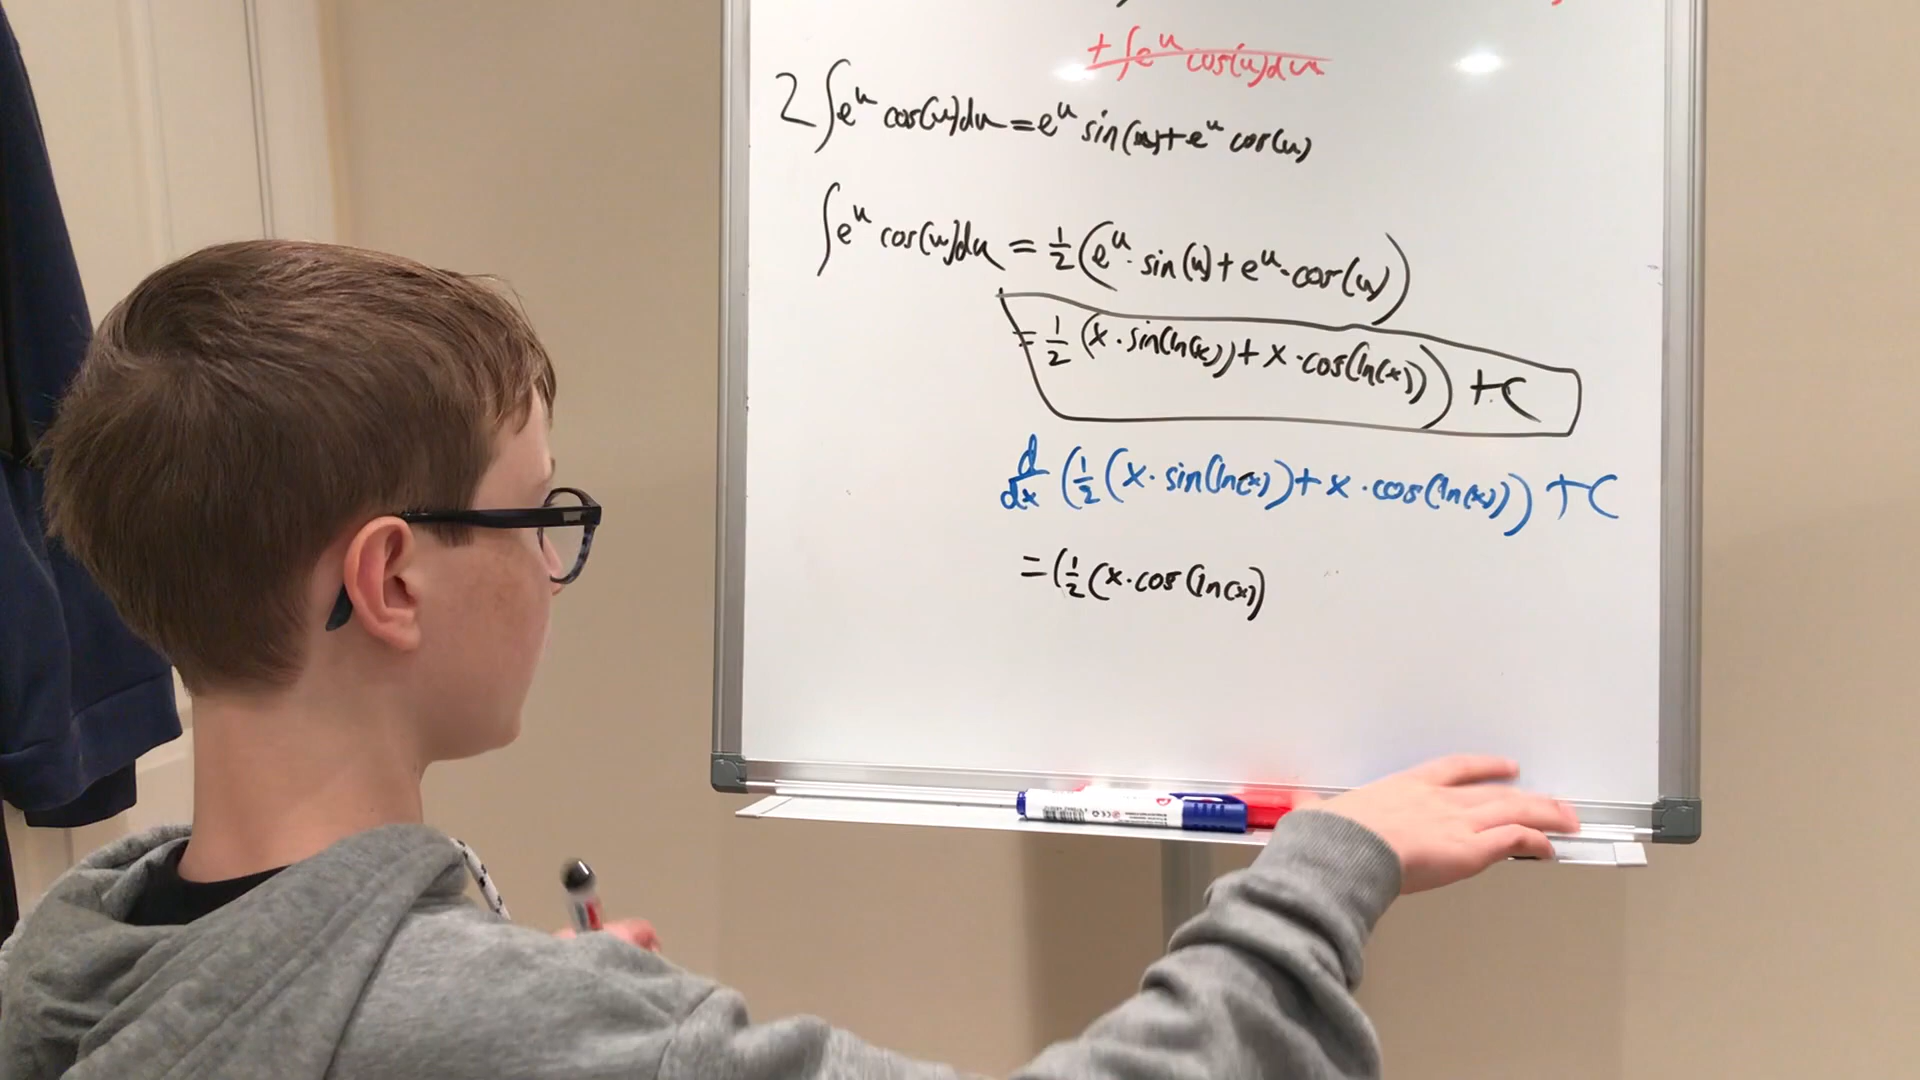 + ∫e^u cos(u)du
2 ∫e^u cos(u)du = e^u sin(u) + e^u cos(u)
∫e^u cos(u)du = 1/2 (e^u · sin(u) + e^u · cos(u))
= 1/2 (x · sin(ln(x)) + x · cos(ln(x))) + C
d/dx (1/2 (x · sin(ln(x)) + x · cos(ln(x))) + C
= (1/2 (x · cos(ln(x))